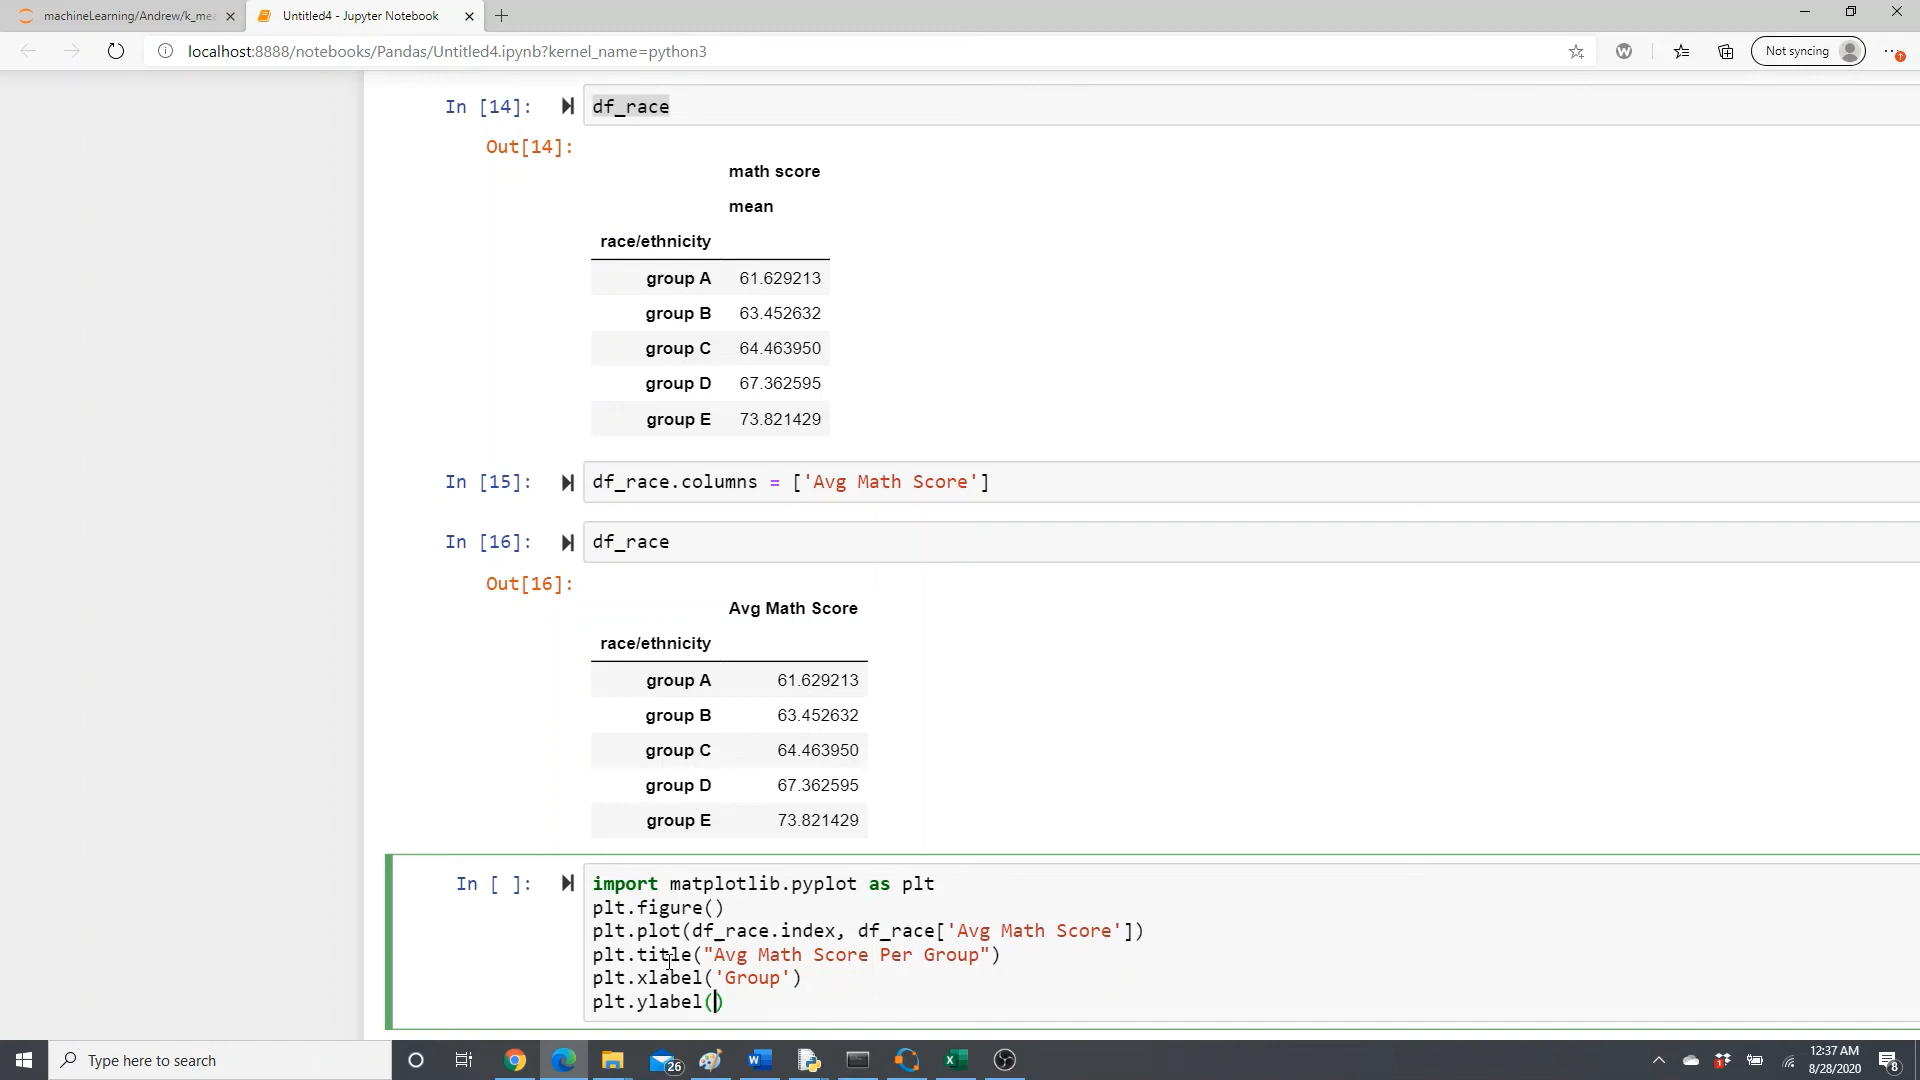 machineLearning/Andrew/k_me
Untitled4 - Jupyter Notebook
localhost:8888/notebooks/Pandas/Untitled4.ipynb?kernel_name=python3
Not syncing
In [14]: df_race
Out[14]:
math score
mean
race/ethnicity
group A 61.629213
group B 63.452632
group C 64.463950
group D 67.362595
group E 73.821429
In [15]: df_race.columns = ['Avg Math Score']
In [16]: df_race
Out[16]:
Avg Math Score
race/ethnicity
group A 61.629213
group B 63.452632
group C 64.463950
group D 67.362595
group E 73.821429
In [ ]: import matplotlib.pyplot as plt
plt.figure()
plt.plot(df_race.index, df_race['Avg Math Score'])
plt.title("Avg Math Score Per Group")
plt.xlabel('Group')
plt.ylabel()
Type here to search
26
12:37 AM
8/28/2020
8